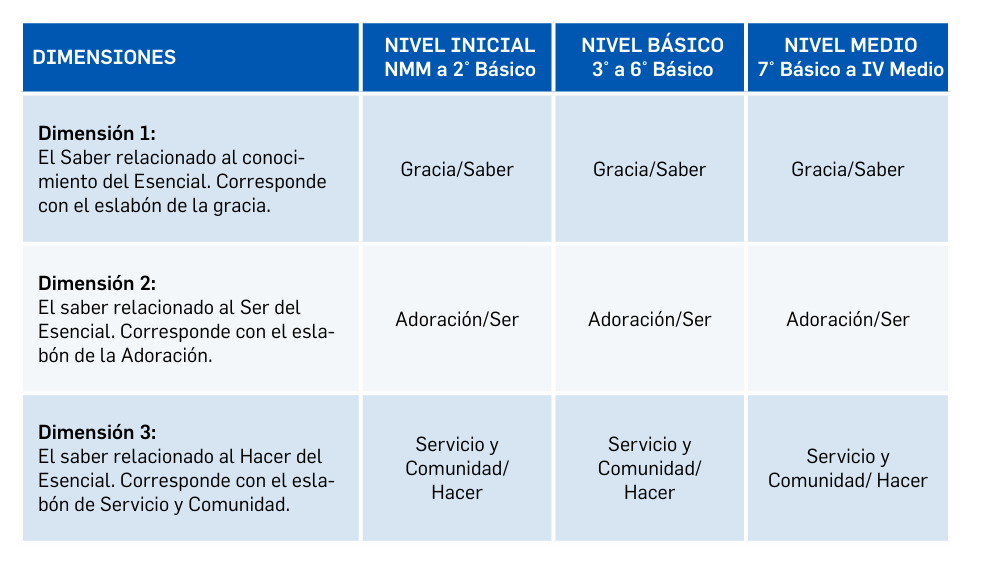 DIMENSIONES
NIVEL INICIAL
NMM a 2° Básico
NIVEL BÁSICO
3° a 6° Básico
NIVEL MEDIO
7° Básico a IV Medio
Dimensión 1:
El Saber relacionado al conoci-
miento del Esencial. Corresponde
con el eslabón de la gracia.
Gracia/Saber
Gracia/Saber
Gracia/Saber
Dimensión 2:
El saber relacionado al Ser del
Esencial. Corresponde con el esla-
bón de la Adoración.
Adoración/Ser
Adoración/Ser
Adoración/Ser
Dimensión 3:
El saber relacionado al Hacer del
Esencial. Corresponde con el esla-
bón de Servicio y Comunidad.
Servicio y
Comunidad/
Hacer
Servicio y
Comunidad/
Hacer
Servicio y
Comunidad/ Hacer